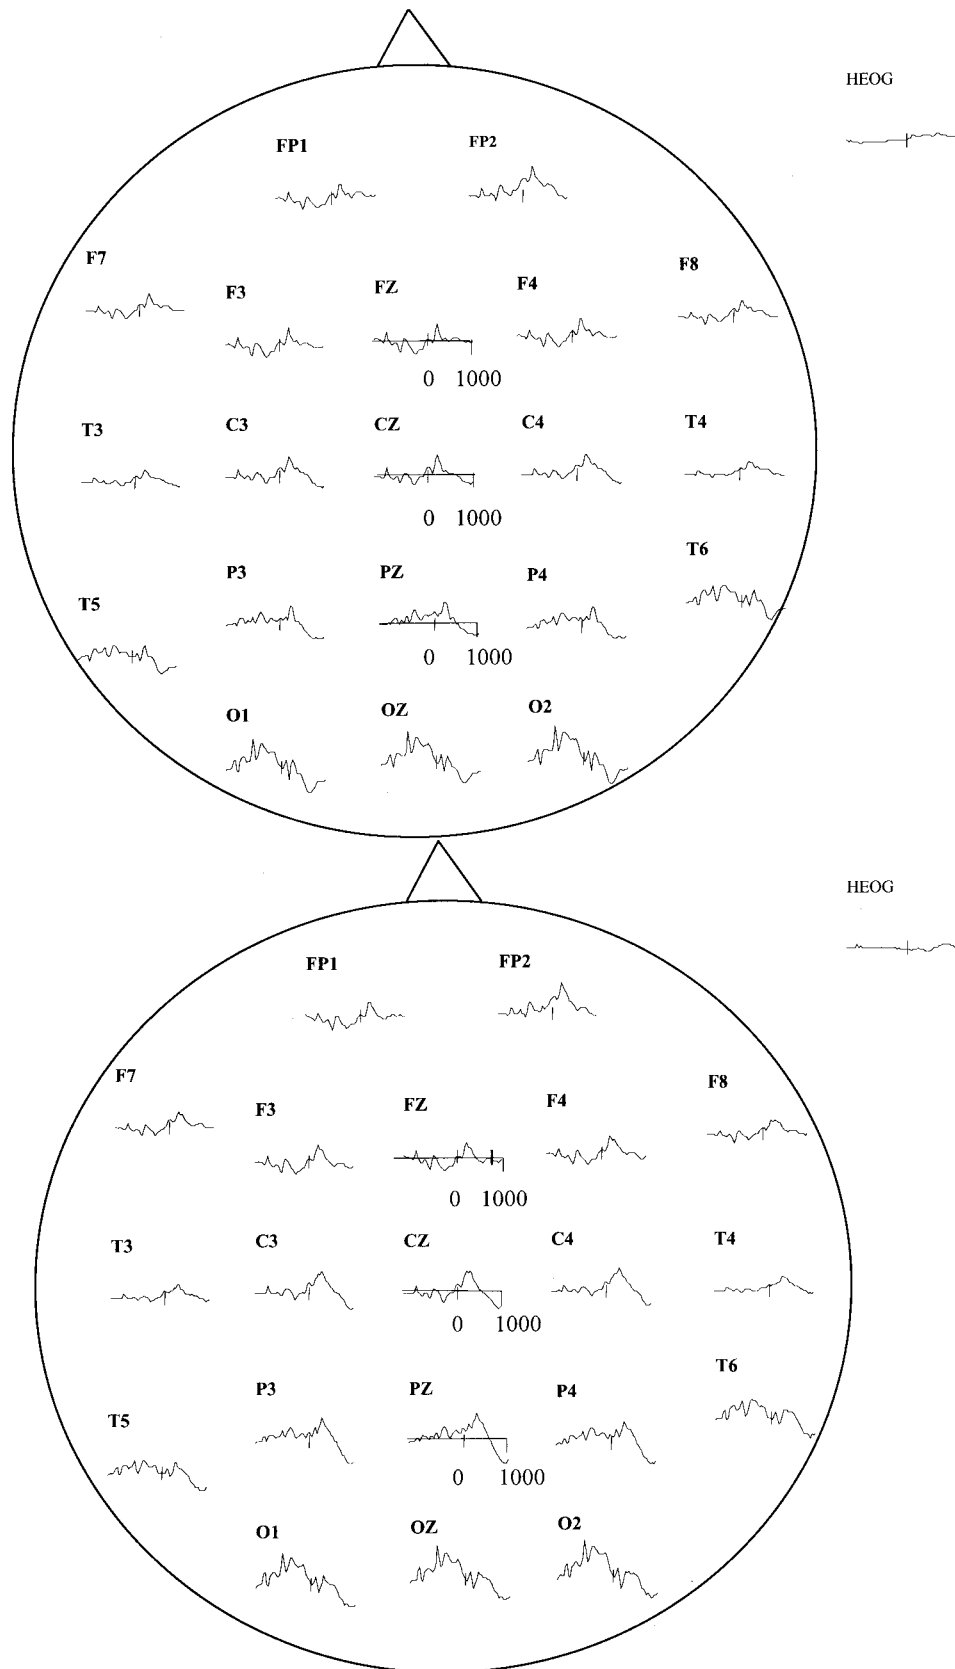 HEOG
FP1 FP2
F7 F8
F3 FZ F4
0 1000
T3 C3 CZ C4 T4
0 1000
T6
P3 PZ P4
T5
0 1000
O1 OZ O2
HEOG
FP1 FP2
F7 F8
F3 FZ F4
0 1000
T3 C3 CZ C4 T4
0 1000
T6
P3 PZ P4
T5
0 1000
O1 OZ O2